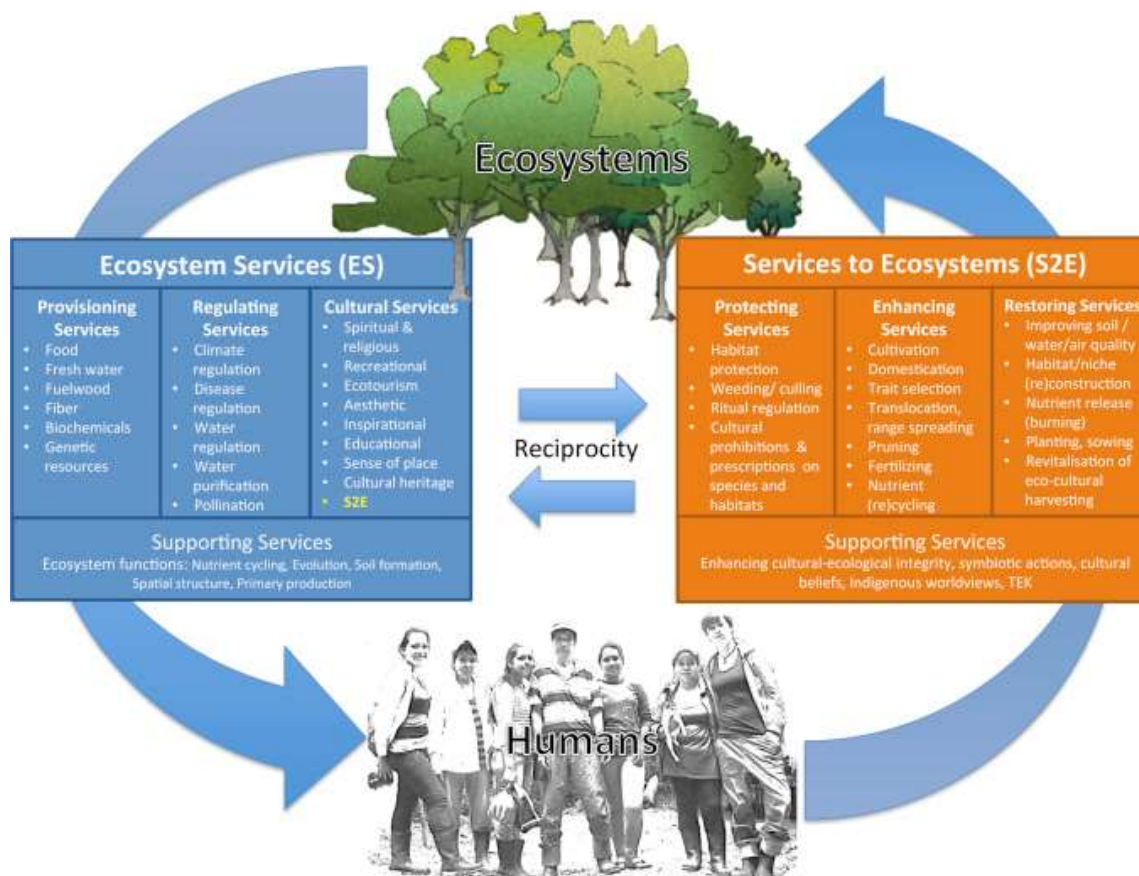 Ecosystems
Ecosystem Services (ES)
Provisioning
Services
• Food
• Fresh water
• Fuelwood
• Fiber
• Biochemicals
• Genetic
resources
Regulating
Services
• Climate
regulation
• Disease
regulation
• Water
regulation
• Water
purification
• Pollination
Cultural Services
• Spiritual &
religious
• Recreational
• Ecotourism
• Aesthetic
• Inspirational
• Educational
• Sense of place
• Cultural heritage
• S2E
Supporting Services
Ecosystem functions: Nutrient cycling, Evolution, Soil formation,
Spatial structure, Primary production
Reciprocity
Services to Ecosystems (S2E)
Protecting
Services
• Habitat
protection
• Weeding/ culling
• Ritual regulation
• Cultural
prohibitions &
prescriptions on
species and
habitats
Enhancing
Services
• Cultivation
• Domestication
• Trait selection
• Translocation,
range spreading
• Pruning
• Fertilizing
• Nutrient
(re)cycling
Restoring Services
• Improving soil /
water/air quality
• Habitat/niche
(re)construction
• Nutrient release
(burning)
• Planting, sowing
• Revitalisation of
eco-cultural
harvesting
Supporting Services
Enhancing cultural-ecological integrity, symbiotic actions, cultural
beliefs, Indigenous worldviews, TEK
Humans